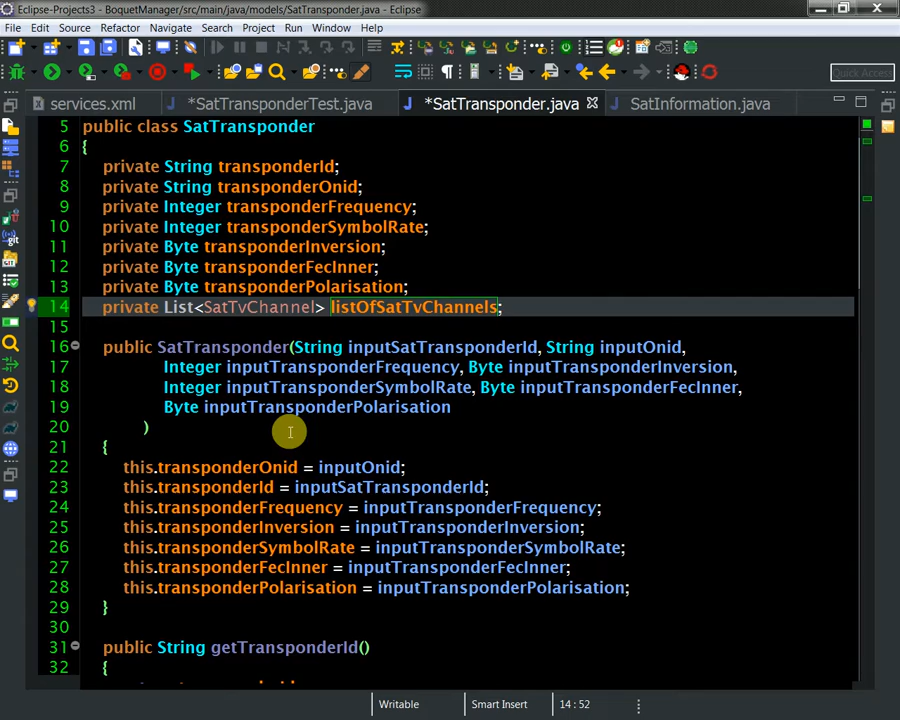 Eclipse-Projects3 - BoquetManager/src/main/java/models/SatTransponder.java - Eclipse
File Edit Source Refactor Navigate Search Project Run Window Help
Quick Access
services.xml *SatTransponderTest.java *SatTransponder.java SatInformation.java
5 public class SatTransponder
6 {
7 private String transponderId;
8 private String transponderOnid;
9 private Integer transponderFrequency;
10 private Integer transponderSymbolRate;
11 private Byte transponderInversion;
12 private Byte transponderFecInner;
13 private Byte transponderPolarisation;
14 private List<SatTvChannel> listOfSatTvChannels;
15
16 public SatTransponder(String inputSatTransponderId, String inputOnid,
17 Integer inputTransponderFrequency, Byte inputTransponderInversion,
18 Integer inputTransponderSymbolRate, Byte inputTransponderFecInner,
19 Byte inputTransponderPolarisation
20 )
21 {
22 this.transponderOnid = inputOnid;
23 this.transponderId = inputSatTransponderId;
24 this.transponderFrequency = inputTransponderFrequency;
25 this.transponderInversion = inputTransponderInversion;
26 this.transponderSymbolRate = inputTransponderSymbolRate;
27 this.transponderFecInner = inputTransponderFecInner;
28 this.transponderPolarisation = inputTransponderPolarisation;
29 }
30
31 public String getTransponderId()
32 {
Writable Smart Insert 14 : 52